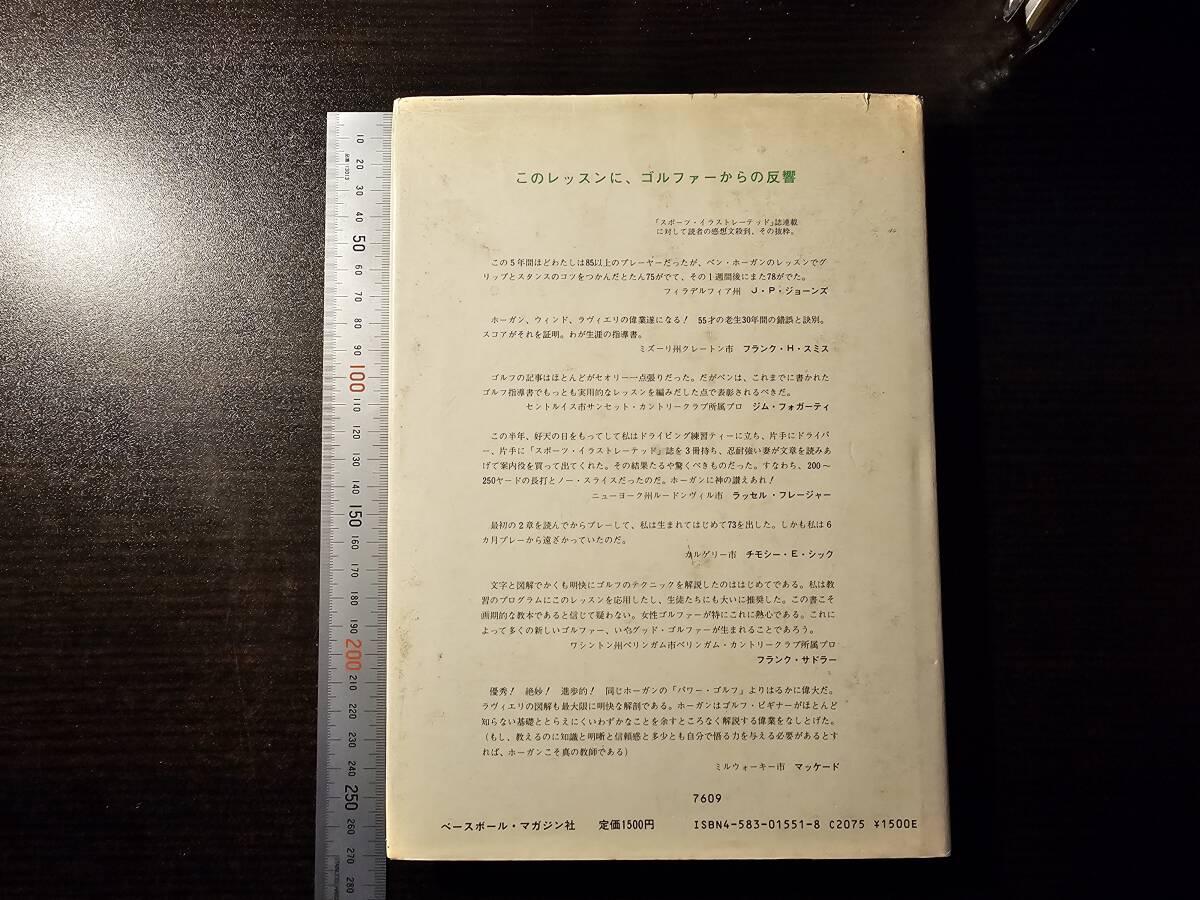 このレッスンに、ゴルファーからの反響
「スポーツ・イラストレーテッド」誌連載
に対して読者の感想文殺到、その抜粋。
この5年間ほどわたしは85以上のプレーヤーだったが、ベン・ホーガンのレッスンでグ
リップとスタンスのコツをつかんだとたん75がでて、その1週間後にまた78がでた。
フィラデルフィア州 J・P・ジョーンズ
ホーガン、ウィンド、ラヴィエリの偉業遂になる! 55才の老生30年間の錯誤と訣別。
スコアがそれを証明。わが生涯の指導書。
ミズーリ州クレートン市 フランク・H・スミス
ゴルフの記事はほとんどがセオリー一点張りだった。だがベンは、これまでに書かれた
ゴルフ指導書でもっとも実用的なレッスンを編みだした点で表彰されるべきだ。
セントルイス市サンセット・カントリークラブ所属プロ ジム・フォガーティ
この半年、好天の日をもってして私はドライビング練習ティーに立ち、片手にドライバ
ー、片手に「スポーツ・イラストレーテッド」誌を3冊持ち、忍耐強い妻が文章を読みあ
げて案内役を買って出てくれた。その結果たるや驚くべきものだった。すなわち、200〜
250ヤードの長打とノー・スライスだったのだ。ホーガンに神の讃えあれ!
ニューヨーク州ルードンヴィル市 ラッセル・フレージャー
最初の2章を読んでからプレーして、私は生まれてはじめて73を出した。しかも私は6
カ月プレーから遠ざかっていたのだ。
カルゲリー市 チモシー・E・シック
文字と図解でかくも明快にゴルフのテクニックを解説したのははじめてである。私は教
習のプログラムにこのレッスンを応用したし、生徒たちにも大いに推奨した。この書こそ
画期的な教本であると信じて疑わない。女性ゴルファーが特にこれに熱心である。これに
よって多くの新しいゴルファー、いやグッド・ゴルファーが生まれることであろう。
ワシントン州ベリンガム市ベリンガム・カントリークラブ所属プロ
フランク・サドラー
優秀! 絶妙! 進歩的! 同じホーガンの「パワー・ゴルフ」よりはるかに偉大だ。
ラヴィエリの図解も最大限に明快な解剖である。ホーガンはゴルフ・ビギナーがほとんど
知らない基礎ととらえにくいわずかなことを余すところなく解説する偉業をなしとげた。
(もし、教えるのに知識と明晰と信頼感と多少とも自分で悟る力を与える必要があるとす
れば、ホーガンこそ真の教師である)
ミルウォーキー市 マッケード
7609
ベースボール・マガジン社 定価1500円 ISBN4-583-01551-8 C2075 ¥1500E
10
20
30
40
50
60
70
80
90
100
110
120
130
140
150
160
170
180
190
200
210
220
230
240
250
260
270
280